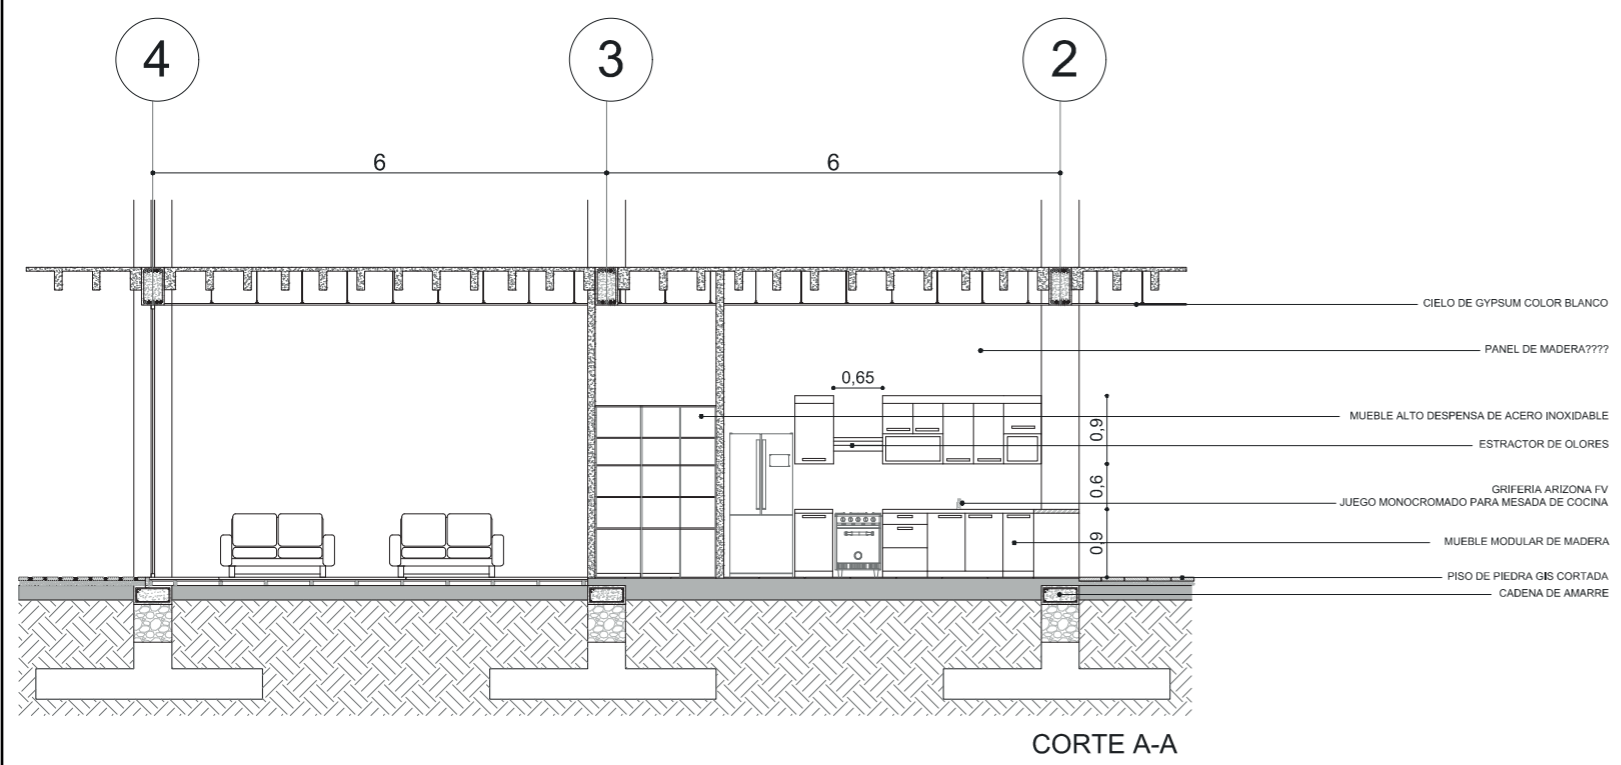 4
3
2
6
6
CIELO DE GYPSUM COLOR BLANCO
PANEL DE MADERA????
0,65
MUEBLE ALTO DESPENSA DE ACERO INOXIDABLE
0,9
ESTRACTOR DE OLORES
0,6
GRIFERÍA ARIZONA FV
JUEGO MONOCROMADO PARA MESADA DE COCINA
0,9
MUEBLE MODULAR DE MADERA
PISO DE PIEDRA GIS CORTADA
CADENA DE AMARRE
CORTE A-A